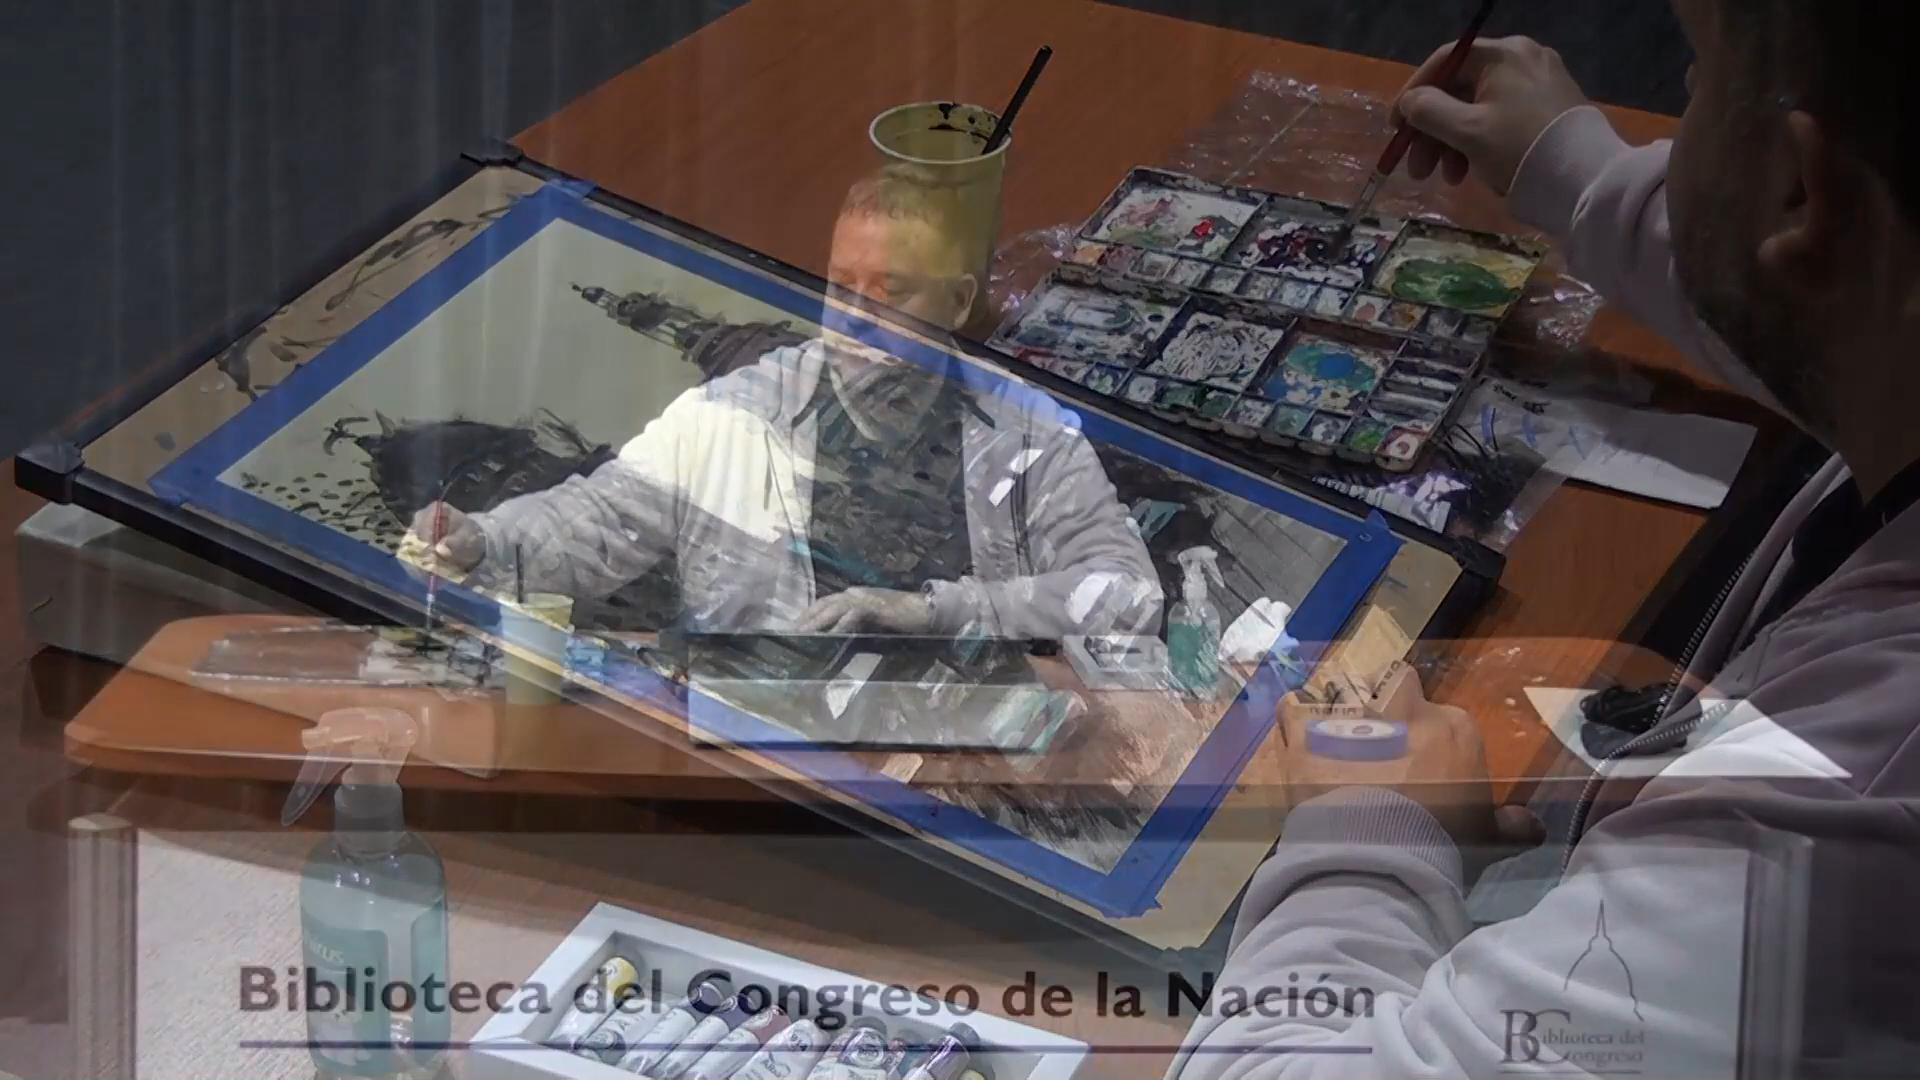 Biblioteca del Congreso de la Nación
Biblioteca del
Congreso